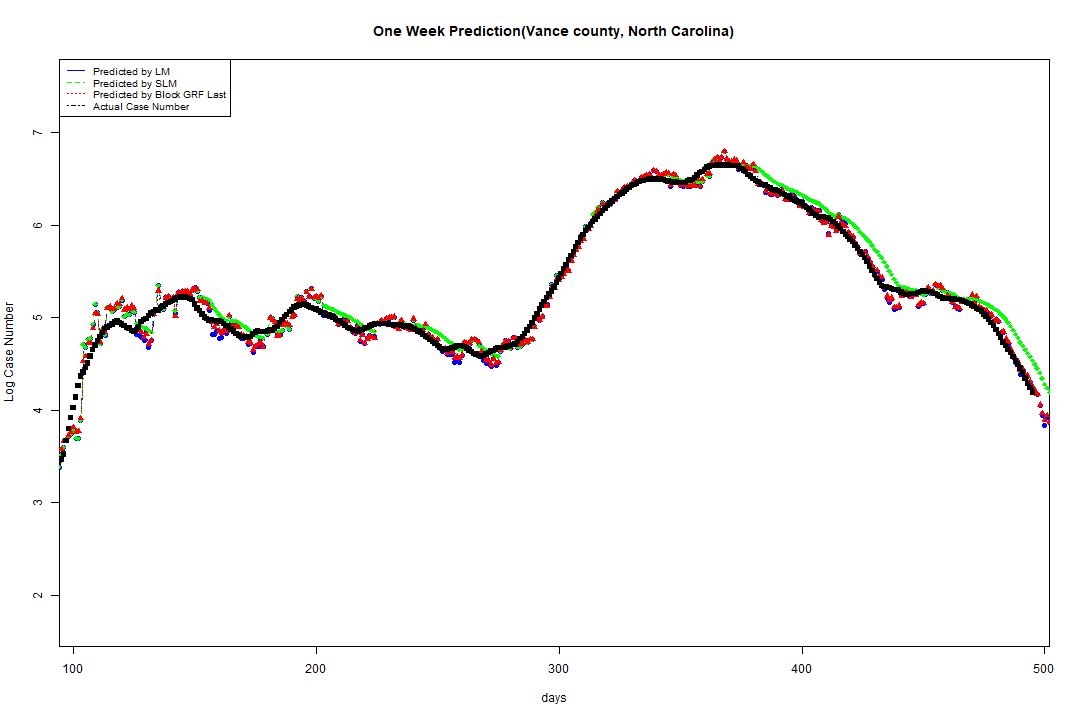 One Week Prediction(Vance county, North Carolina)
Predicted by LM
Predicted by SLM
Predicted by Block GRF Last
Actual Case Number
7
6
5
4
3
2
Log Case Number
100 200 300 400 500
days